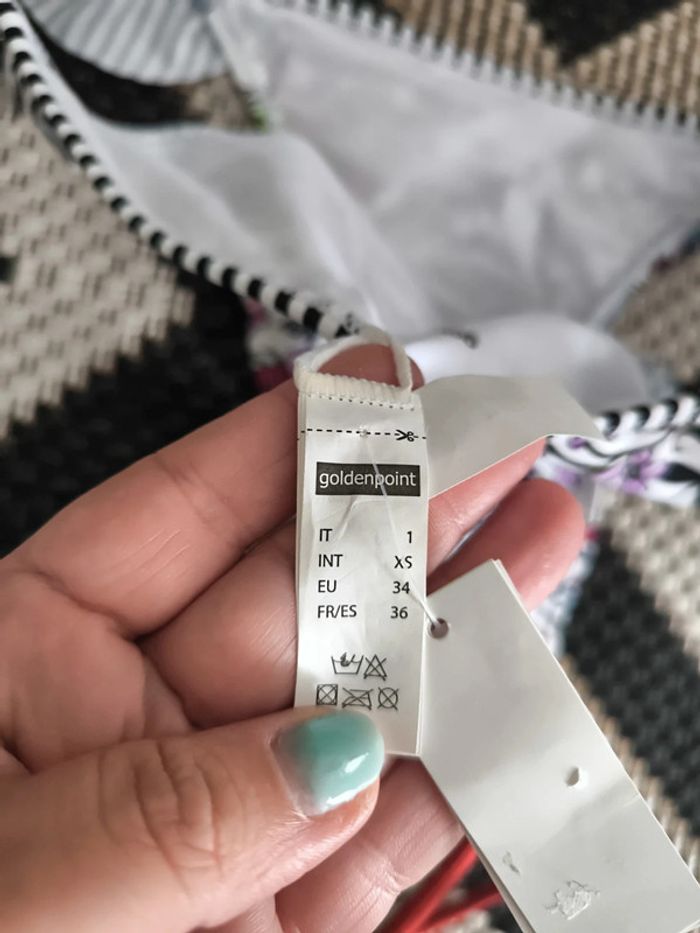 goldenpoint
IT 1
INT XS
EU 34
FR/ES 36